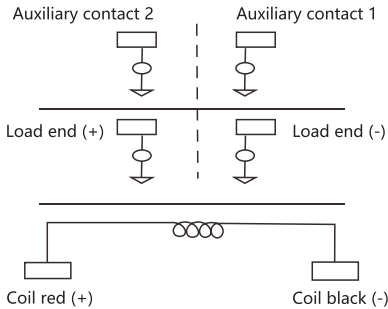 Auxiliary contact 2
Auxiliary contact 1
Load end (+)
Load end (-)
Coil red (+)
Coil black (-)